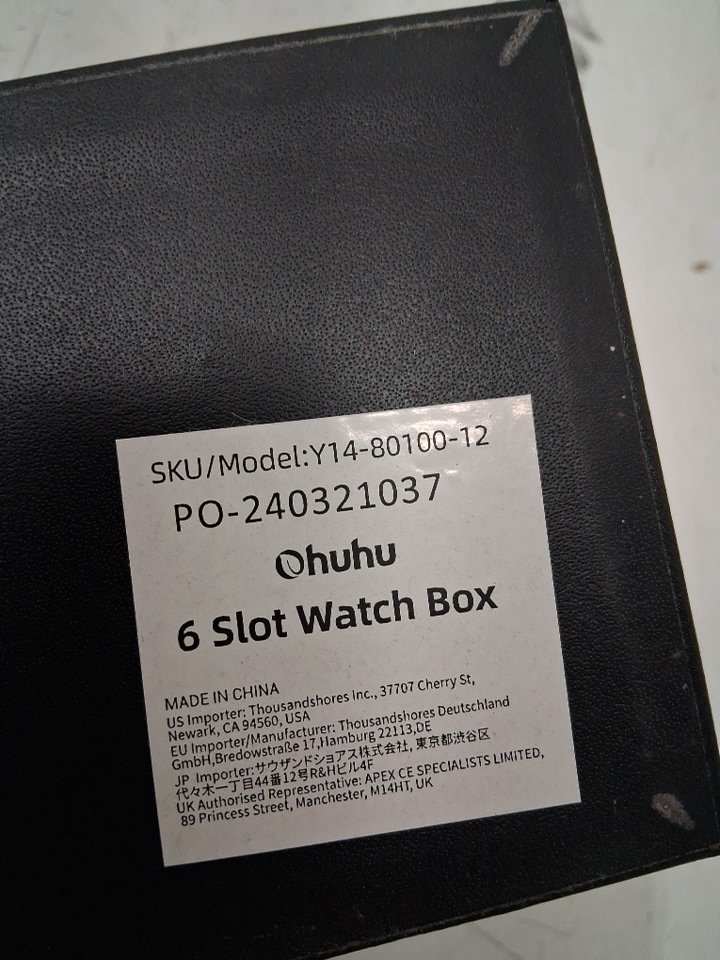 SKU/Model:Y14-80100-12
PO-240321037
Ohuhu
6 Slot Watch Box
MADE IN CHINA
US Importer: Thousandshores Inc., 37707 Cherry St,
Newark, CA 94560, USA
EU Importer/Manufacturer: Thousandshores Deutschland
GmbH,Bredowstraße 17,Hamburg 22113,DE
JP Importer:サウザンドショアス株式会社, 東京都渋谷区
代々木一丁目44番12号R&Hビル4F
UK Authorised Representative: APEX CE SPECIALISTS LIMITED,
89 Princess Street, Manchester, M14HT, UK